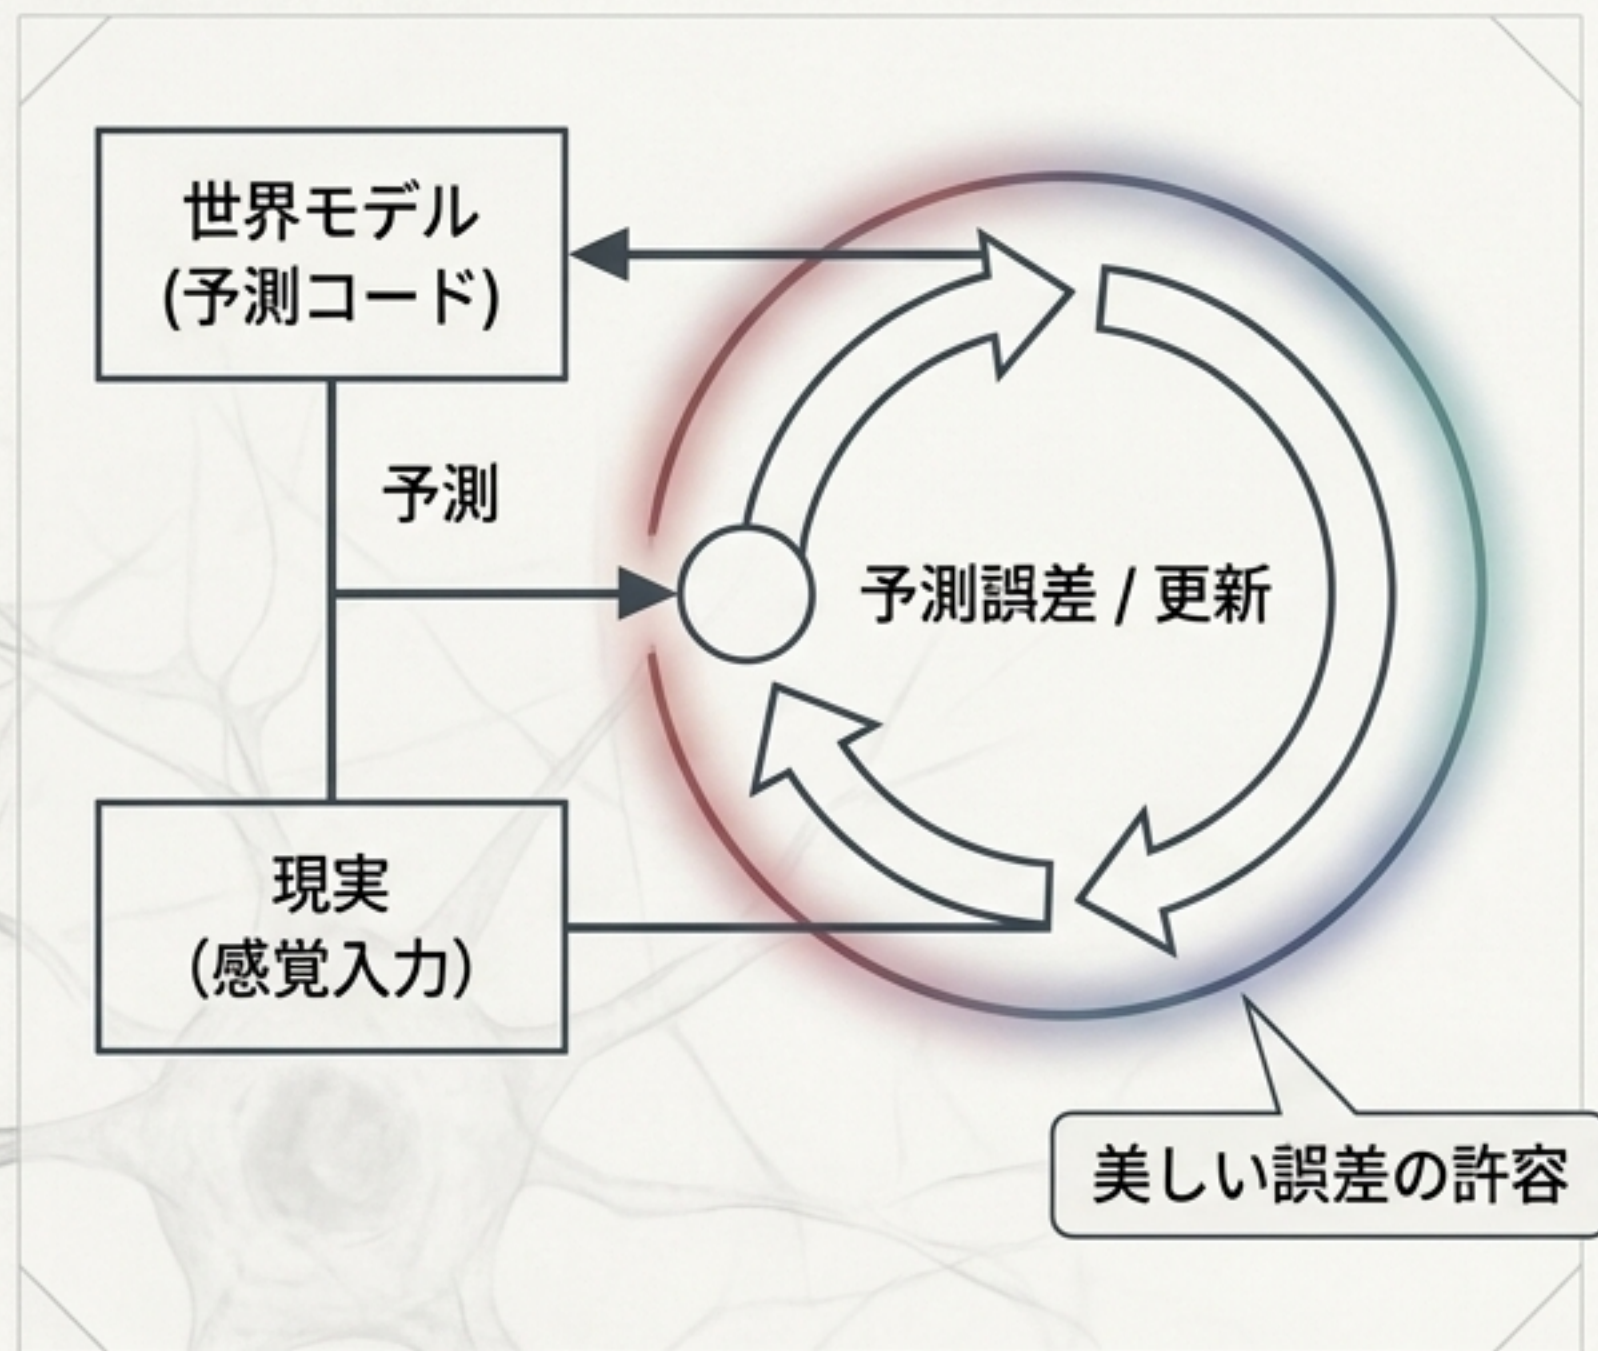 世界モデル
(予測コード)
予測
予測誤差 / 更新
現実
（感覚入力）
美しい誤差の許容